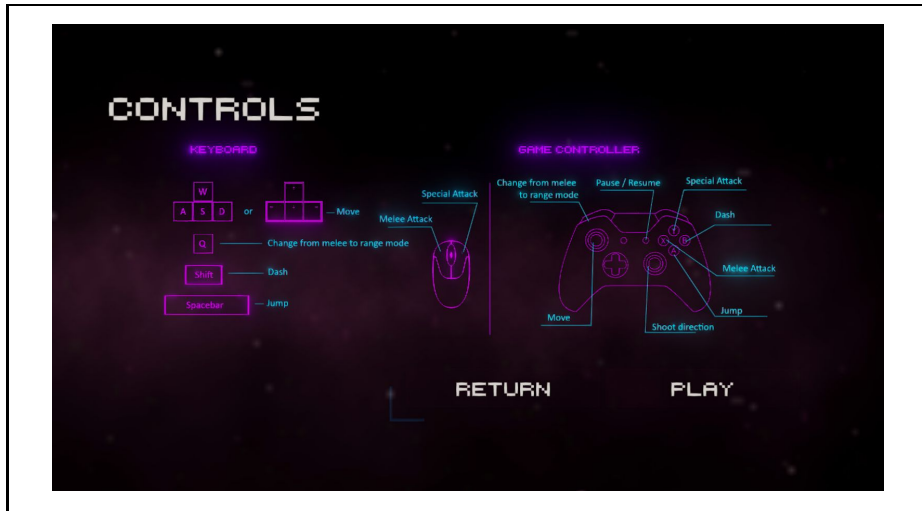 CONTROLS
KEYBOARD
W
A S D
or
Move
Q
Change from melee to range mode
Shift
Dash
Spacebar
Jump
Special Attack
Melee Attack
GAME CONTROLLER
Change from melee
to range mode
Pause / Resume
Special Attack
Dash
X
B
A
Melee Attack
Jump
Move
Shoot direction
RETURN
PLAY